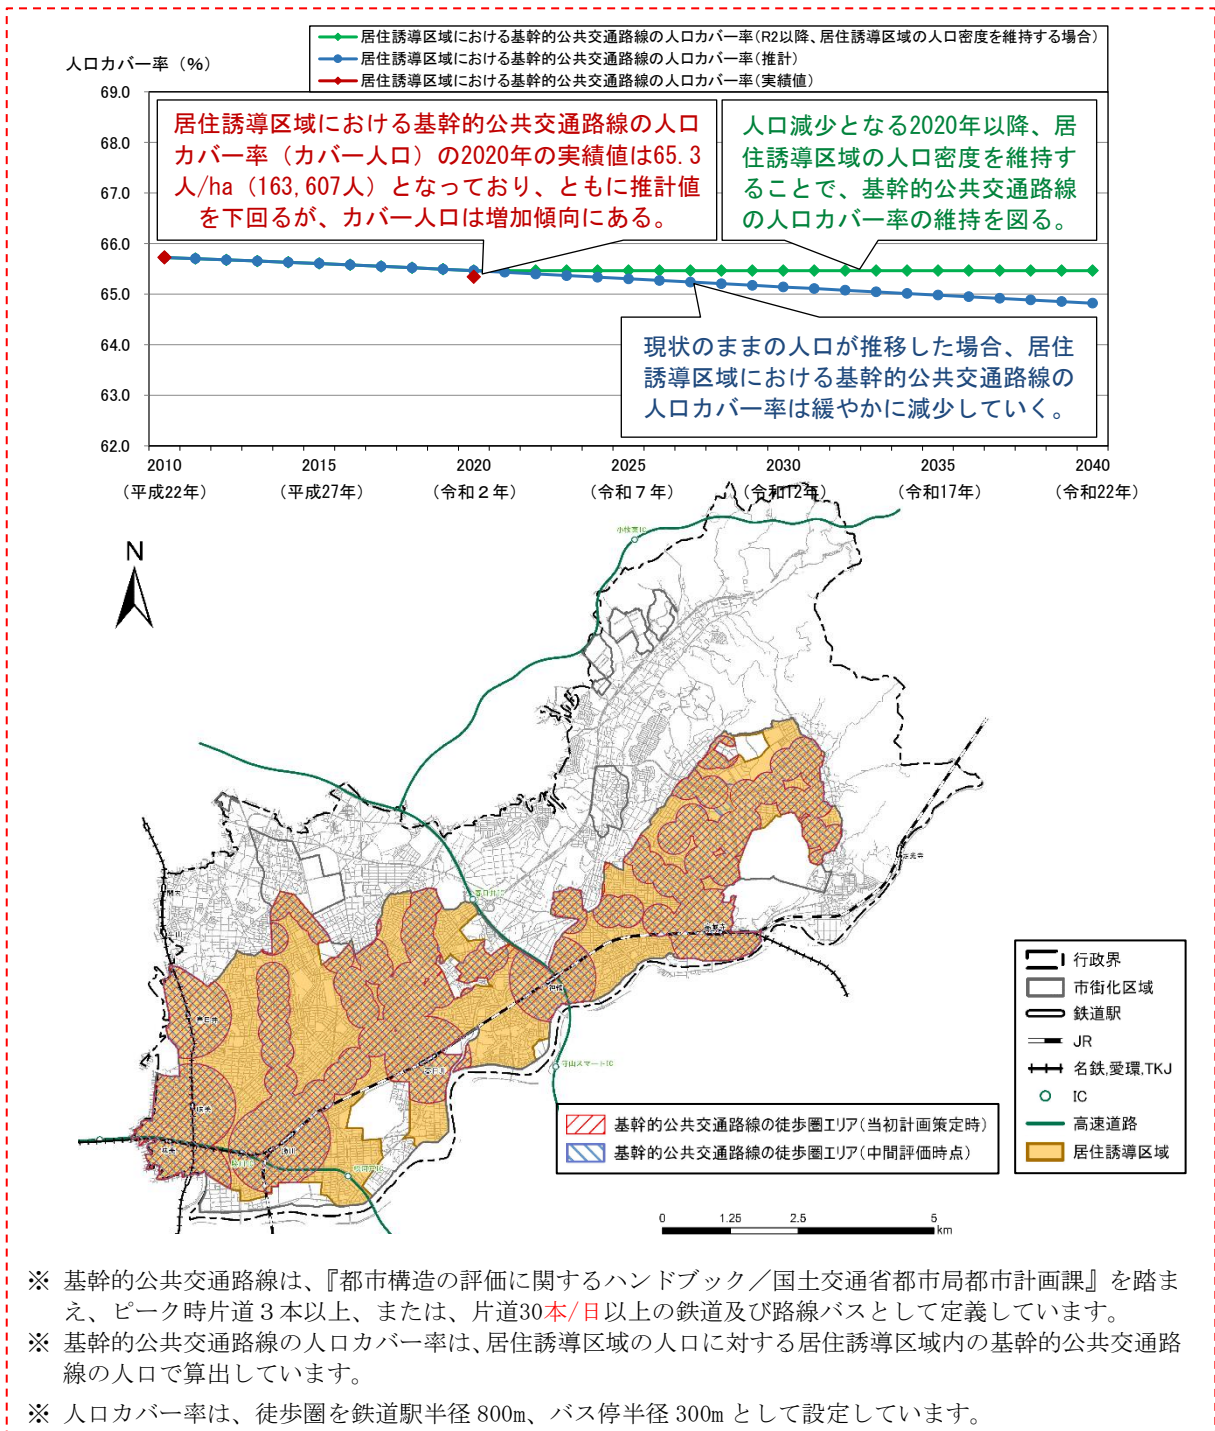 居住誘導区域における基幹的公共交通路線の人口カバー率(R2以降、居住誘導区域の人口密度を維持する場合)
居住誘導区域における基幹的公共交通路線の人口カバー率(推計)
居住誘導区域における基幹的公共交通路線の人口カバー率(実績値)
人口カバー率（%）
69.0
68.0
67.0
66.0
65.0
64.0
63.0
62.0
居住誘導区域における基幹的公共交通路線の人口
カバー率（カバー人口）の2020年の実績値は65.3
人/ha（163,607人）となっており、ともに推計値
を下回るが、カバー人口は増加傾向にある。
人口減少となる2020年以降、居
住誘導区域の人口密度を維持す
ることで、基幹的公共交通路線
の人口カバー率の維持を図る。
現状のままの人口が推移した場合、居住
誘導区域における基幹的公共交通路線の
人口カバー率は緩やかに減少していく。
2010 2015 2020 2025 2030 2035 2040
（平成22年） （平成27年） （令和２年） （令和７年） （令和12年） （令和17年） （令和22年）
N
春日井IC
守山スマートIC
春日井
味美
勝川
神領
春日井
高蔵寺
行政界
市街化区域
鉄道駅
JR
名鉄,愛環,TKJ
IC
高速道路
居住誘導区域
基幹的公共交通路線の徒歩圏エリア(当初計画策定時)
基幹的公共交通路線の徒歩圏エリア(中間評価時点)
0 1.25 2.5 5
km
※ 基幹的公共交通路線は、『都市構造の評価に関するハンドブック／国土交通省都市局都市計画課』を踏ま
え、ピーク時片道３本以上、または、片道30本/日以上の鉄道及び路線バスとして定義しています。
※ 基幹的公共交通路線の人口カバー率は、居住誘導区域の人口に対する居住誘導区域内の基幹的公共交通路
線の人口で算出しています。
※ 人口カバー率は、徒歩圏を鉄道駅半径 800m、バス停半径 300m として設定しています。